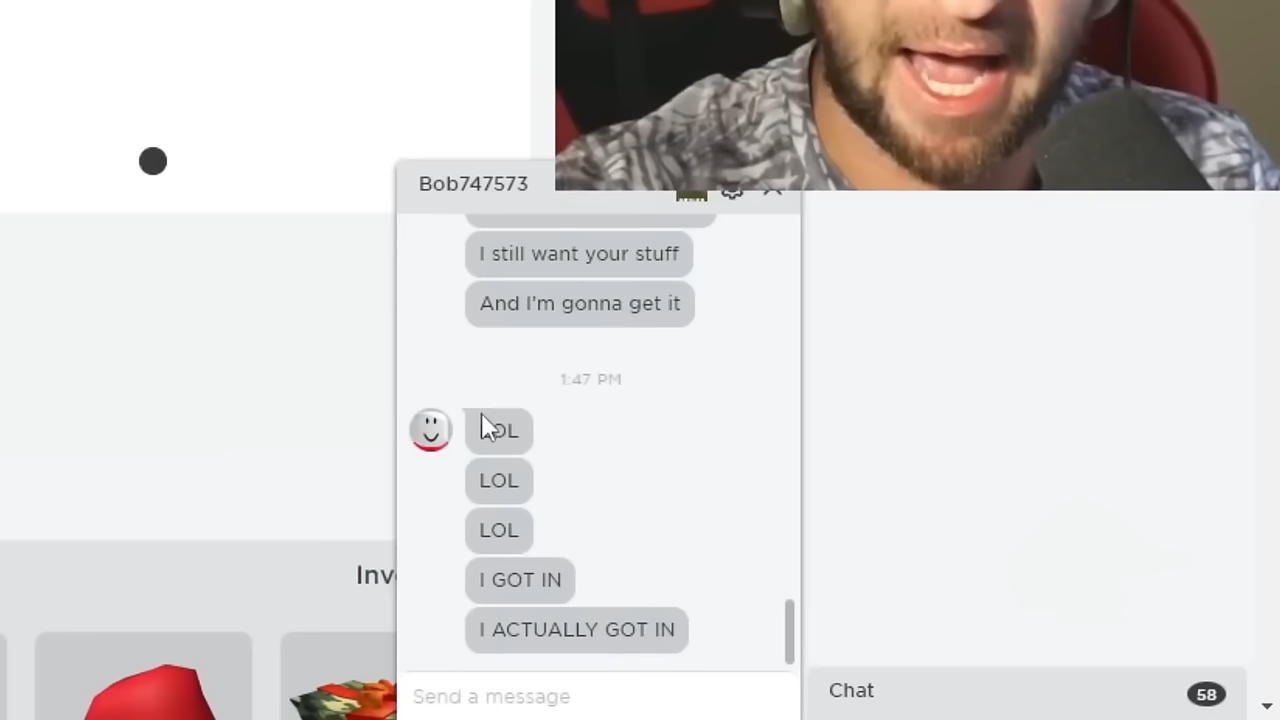 Bob747573
I still want your stuff
And I'm gonna get it
1:47 PM
LOL
LOL
LOL
I GOT IN
I ACTUALLY GOT IN
Send a message
Chat
58